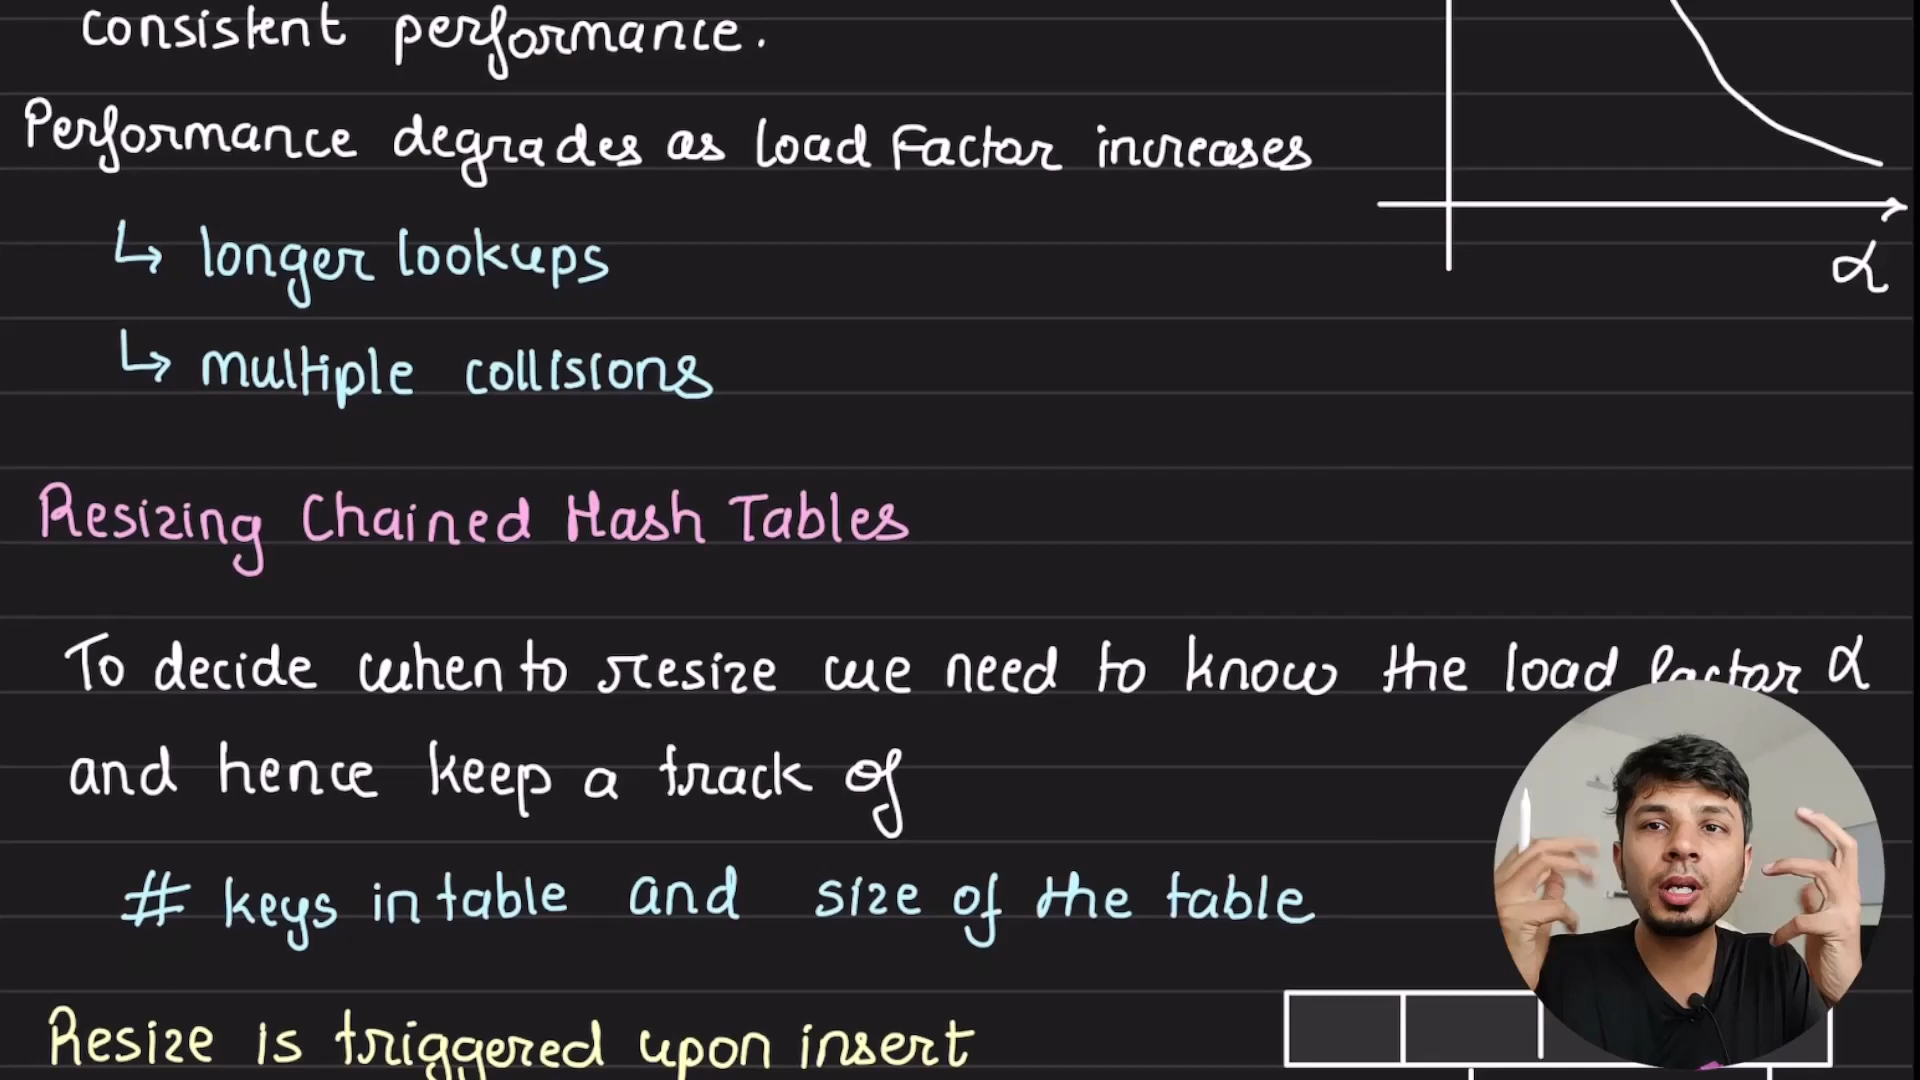 consistent performance.
Performance degrades as load Factor increases
↳ longer lookups
↳ multiple collisions
α
Resizing Chained Hash Tables
To decide when to resize we need to know the load factor α
and hence keep a track of
# keys in table and size of the table
Resize is triggered upon insert